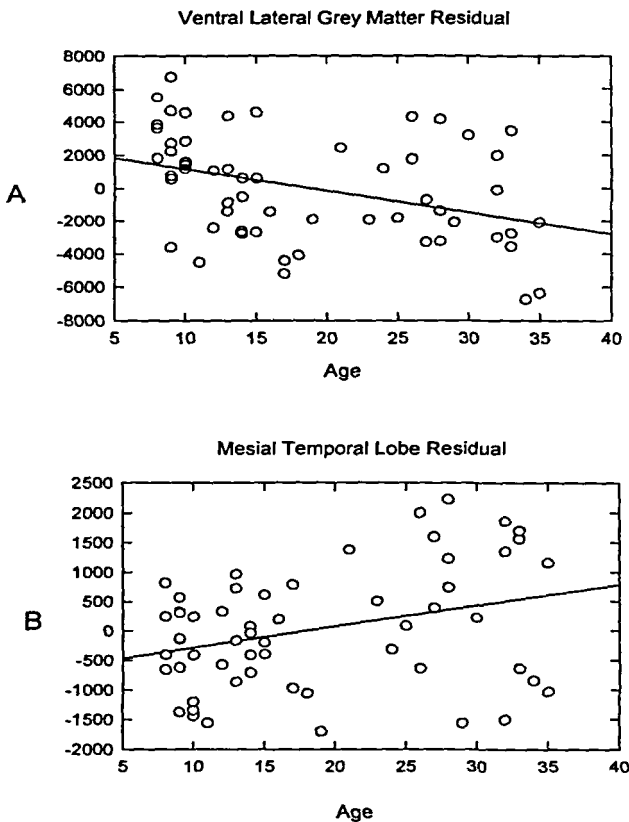 Ventral Lateral Grey Matter Residual
8000
6000
4000
2000
0
-2000
-4000
-6000
-8000
A
5 10 15 20 25 30 35 40
Age
Mesial Temporal Lobe Residual
2500
2000
1500
1000
500
0
-500
-1000
-1500
-2000
B
5 10 15 20 25 30 35 40
Age